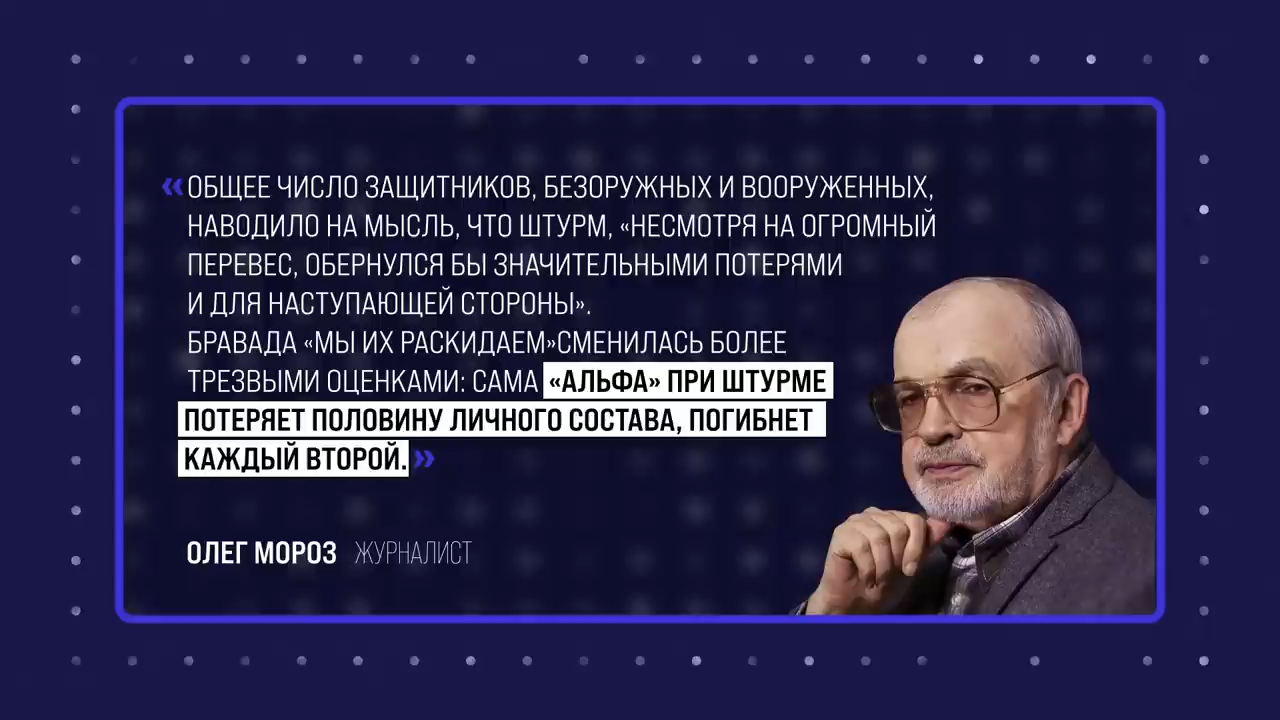 «ОБЩЕЕ ЧИСЛО ЗАЩИТНИКОВ, БЕЗОРУЖНЫХ И ВООРУЖЕННЫХ,
НАВОДИЛО НА МЫСЛЬ, ЧТО ШТУРМ, «НЕСМОТРЯ НА ОГРОМНЫЙ
ПЕРЕВЕС, ОБЕРНУЛСЯ БЫ ЗНАЧИТЕЛЬНЫМИ ПОТЕРЯМИ
И ДЛЯ НАСТУПАЮЩЕЙ СТОРОНЫ».
БРАВАДА «МЫ ИХ РАСКИДАЕМ»СМЕНИЛАСЬ БОЛЕЕ
ТРЕЗВЫМИ ОЦЕНКАМИ: САМА «АЛЬФА» ПРИ ШТУРМЕ
ПОТЕРЯЕТ ПОЛОВИНУ ЛИЧНОГО СОСТАВА, ПОГИБНЕТ
КАЖДЫЙ ВТОРОЙ.»
ОЛЕГ МОРОЗ ЖУРНАЛИСТ